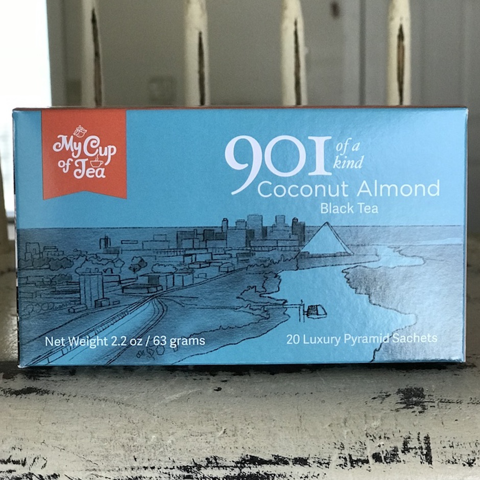 My Cup
of Tea
901 of a
kind
Coconut Almond
Black Tea
Net Weight 2.2 oz / 63 grams
20 Luxury Pyramid Sachets